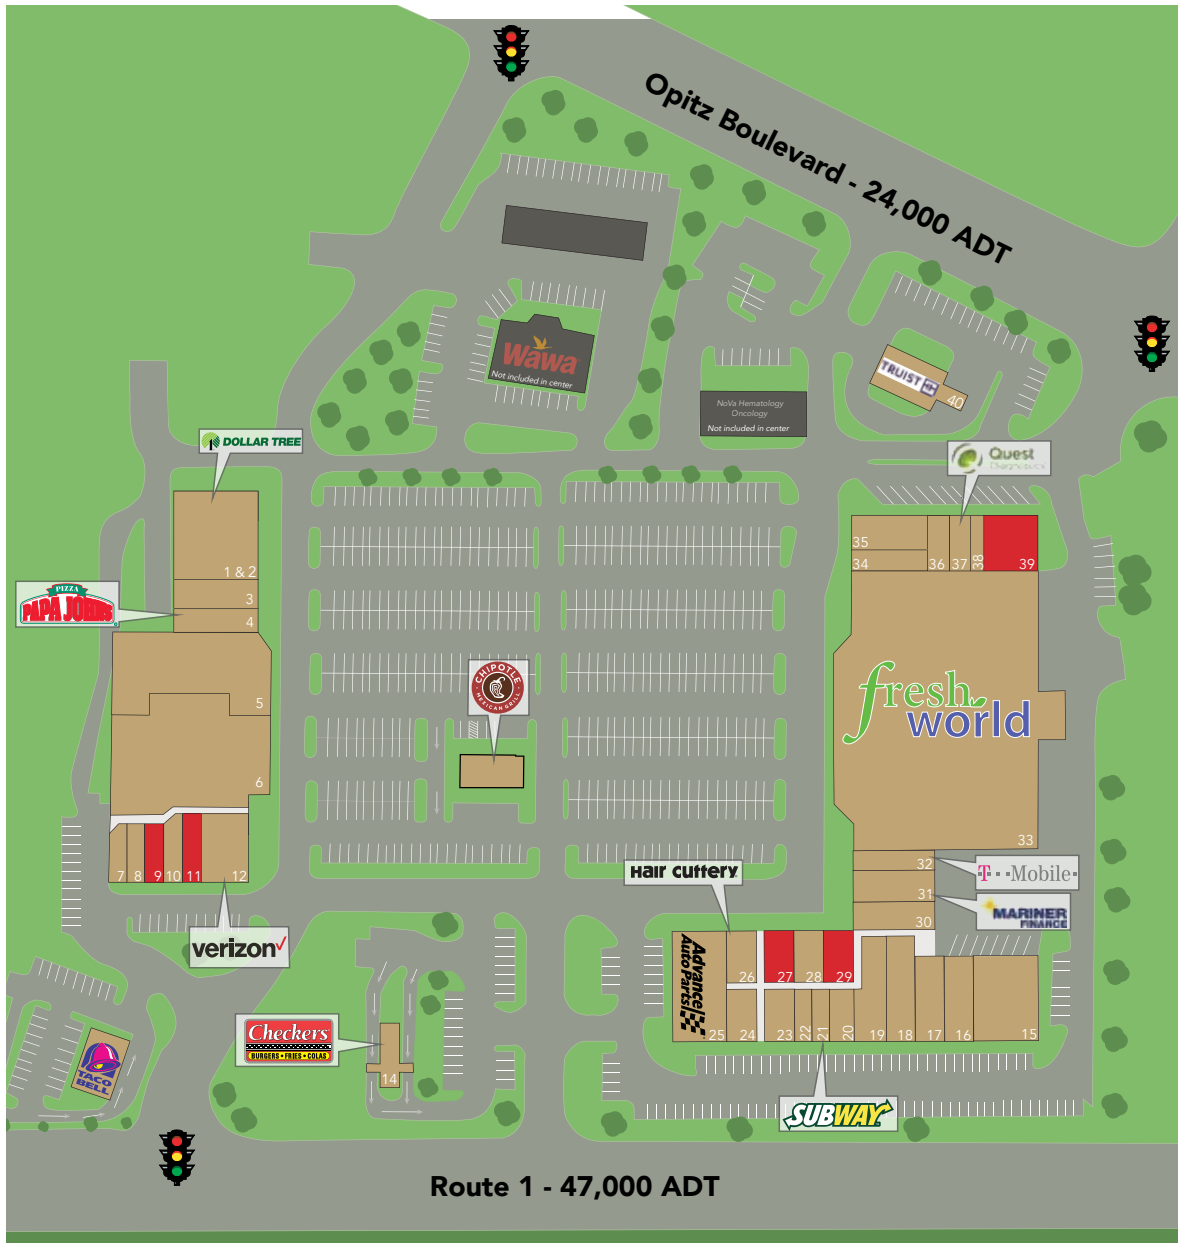 Opitz Boulevard - 24,000 ADT
Wawa
Not included in center
NoVa Hematology
Oncology
Not included in center
TRUIST
40
DOLLAR TREE
Quest
Diagnostics
1 & 2
3
4
PIZZA
PAPA JOHNS
5
6
7
8
9
10
11
12
35
34
36
37
38
39
CHIPOTLE
MEXICAN GRILL
fresh
world
33
32
31
30
T Mobile
MARINER
FINANCE
Hair Cuttery
verizon
Advance
Auto Parts
25
26
27
28
29
24
23
22
21
20
19
18
17
16
15
Checkers
BURGERS • FRIES • COLAS
14
TACO
BELL
SUBWAY
Route 1 - 47,000 ADT